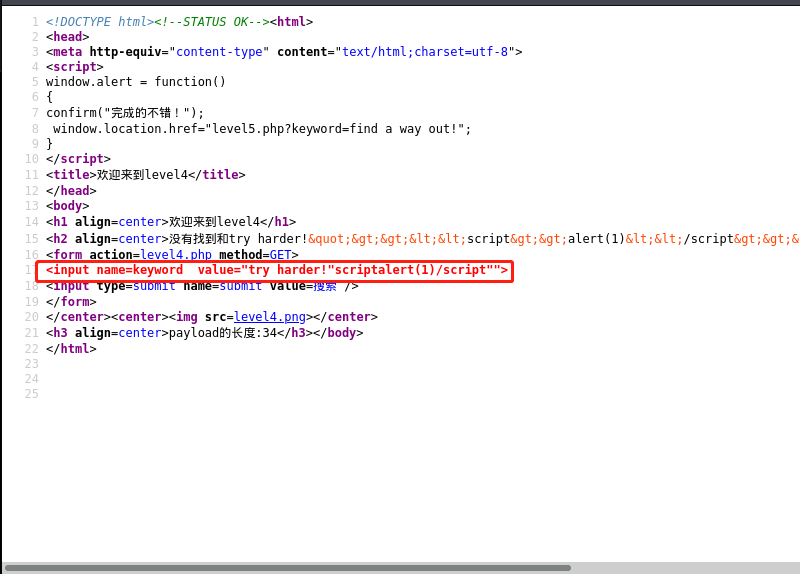 1 <!DOCTYPE html><!--STATUS OK--><html>
2 <head>
3 <meta http-equiv="content-type" content="text/html;charset=utf-8">
4 <script>
5 window.alert = function()
6 {
7 confirm("完成的不错！");
8  window.location.href="level5.php?keyword=find a way out!";
9 }
10 </script>
11 <title>欢迎来到level4</title>
12 </head>
13 <body>
14 <h1 align=center>欢迎来到level4</h1>
15 <h2 align=center>没有找到和try harder!&quot;&gt;&gt;&lt;&lt;script&gt;&gt;alert(1)&lt;&lt;/script&gt;&gt;&
16 <form action=level4.php method=GET>
17 <input name=keyword  value="try harder!"scriptalert(1)/script"">
18 <input type=submit name=submit value=搜索 />
19 </form>
20 </center><center><img src=level4.png></center>
21 <h3 align=center>payload的长度:34</h3></body>
22 </html>
23
24
25